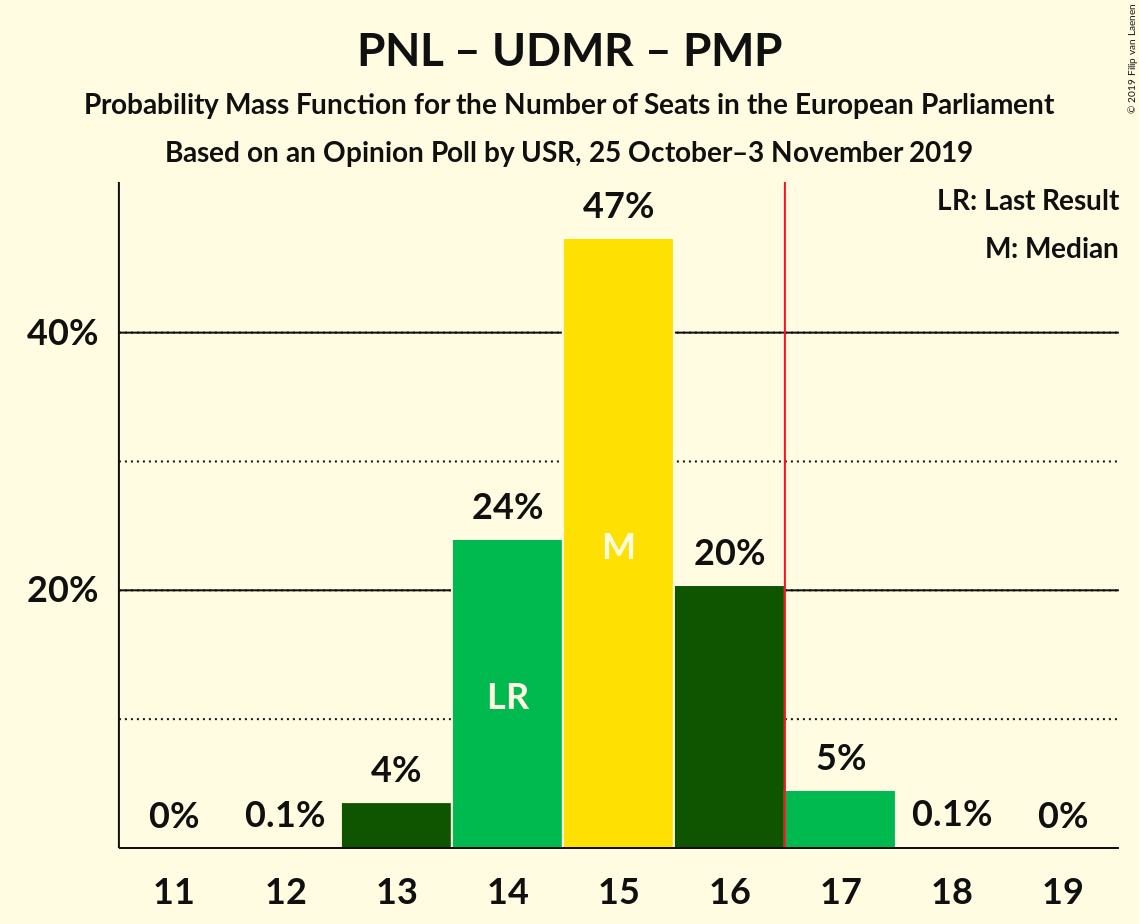 PNL – UDMR – PMP
Probability Mass Function for the Number of Seats in the European Parliament
Based on an Opinion Poll by USR, 25 October–3 November 2019
© 2019 Filip van Laenen
LR: Last Result
M: Median
47%
40%
24%
M
20%
20%
LR
5%
4%
0%
0.1%
0.1%
0%
11 12 13 14 15 16 17 18 19